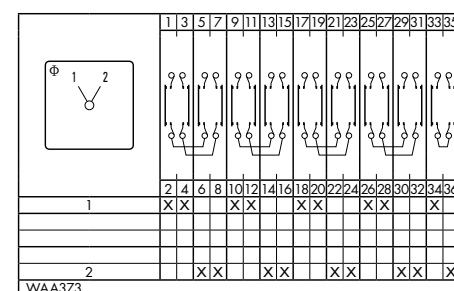 1 3 5 7 9 11 13 15 17 19 21 23 25 27 29 31 33 35
Φ 1 2
2 4 6 8 10 12 14 16 18 20 22 24 26 28 30 32 34 36
1 X X X X X X X X X
2 X X X X X X X X X
WAA373